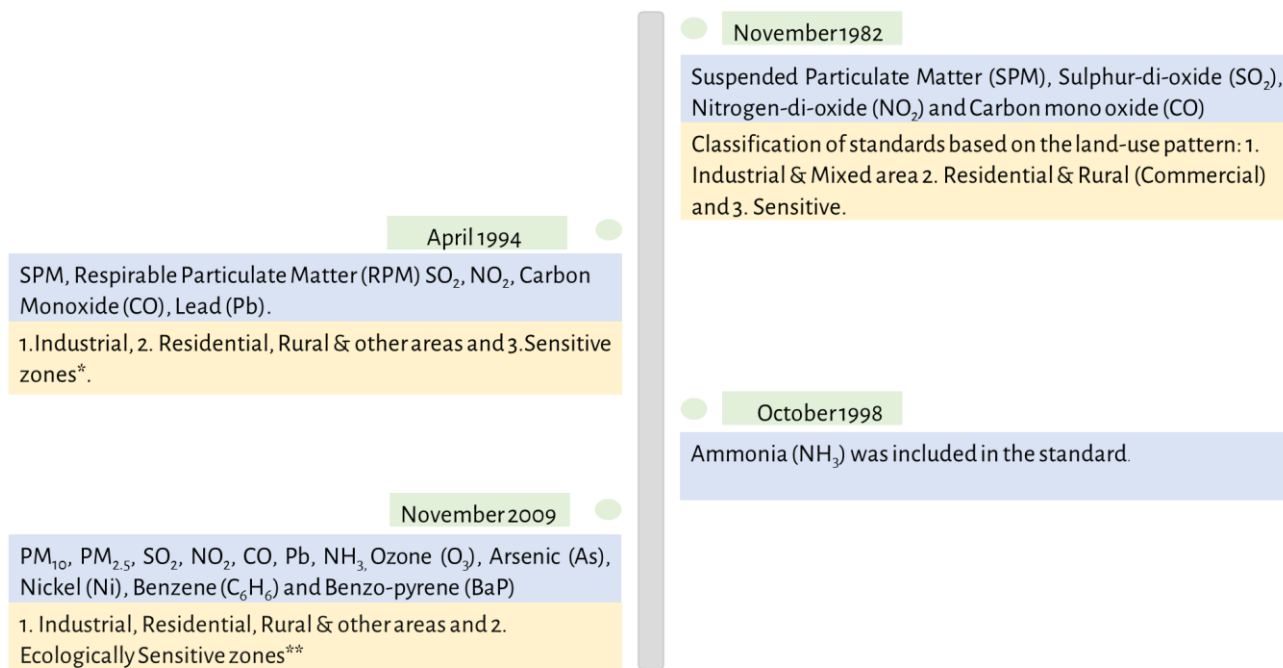 November 1982
Suspended Particulate Matter (SPM), Sulphur-di-oxide (SO₂),
Nitrogen-di-oxide (NO₂) and Carbon mono oxide (CO)
Classification of standards based on the land-use pattern: 1.
Industrial & Mixed area 2. Residential & Rural (Commercial)
and 3. Sensitive.
April 1994
SPM, Respirable Particulate Matter (RPM) SO₂, NO₂, Carbon
Monoxide (CO), Lead (Pb).
1.Industrial, 2. Residential, Rural & other areas and 3.Sensitive
zones*.
October 1998
Ammonia (NH₃) was included in the standard.
November 2009
PM₁₀, PM₂.₅, SO₂, NO₂, CO, Pb, NH₃, Ozone (O₃), Arsenic (As),
Nickel (Ni), Benzene (C₆H₆) and Benzo-pyrene (BaP)
1. Industrial, Residential, Rural & other areas and 2.
Ecologically Sensitive zones**